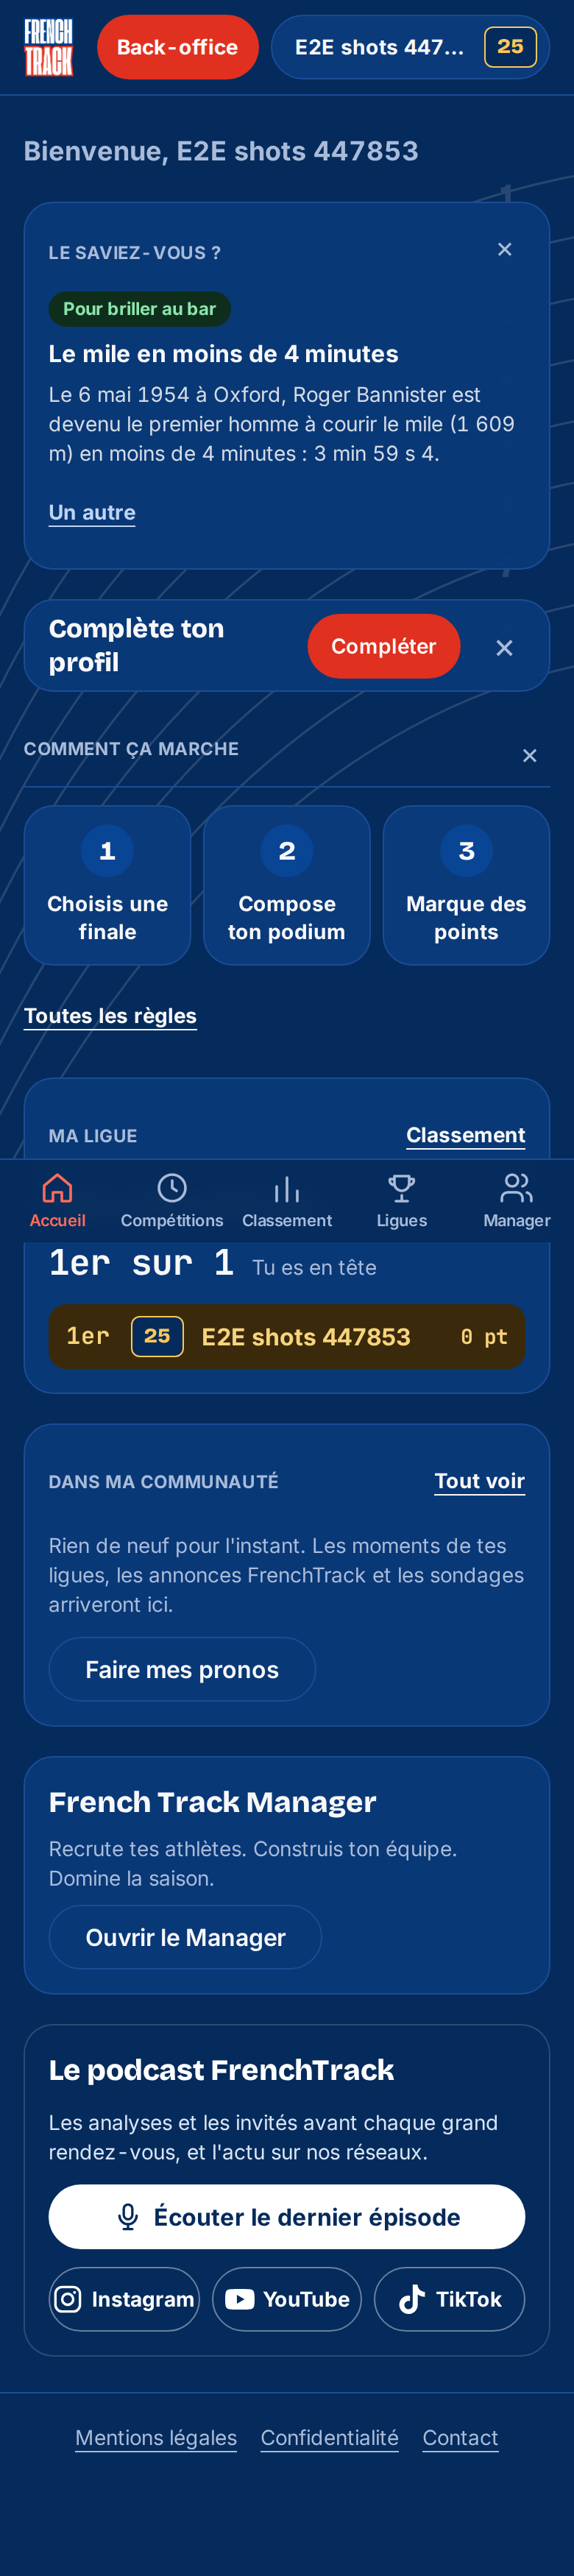 FRENCH
TRACK
Back-office
E2E shots 447...
25
Bienvenue, E2E shots 447853
LE SAVIEZ-VOUS ?
Pour briller au bar
Le mile en moins de 4 minutes
Le 6 mai 1954 à Oxford, Roger Bannister est
devenu le premier homme à courir le mile (1 609
m) en moins de 4 minutes : 3 min 59 s 4.
Un autre
Complète ton
profil
Compléter
COMMENT ÇA MARCHE
1
Choisis une
finale
2
Compose
ton podium
3
Marque des
points
Toutes les règles
MA LIGUE
Classement
Accueil
Compétitions
Classement
Ligues
Manager
1er sur 1 Tu es en tête
1er 25 E2E shots 447853 0 pt
DANS MA COMMUNAUTÉ
Tout voir
Rien de neuf pour l'instant. Les moments de tes
ligues, les annonces FrenchTrack et les sondages
arriveront ici.
Faire mes pronos
French Track Manager
Recrute tes athlètes. Construis ton équipe.
Domine la saison.
Ouvrir le Manager
Le podcast FrenchTrack
Les analyses et les invités avant chaque grand
rendez-vous, et l'actu sur nos réseaux.
Écouter le dernier épisode
Instagram
YouTube
TikTok
Mentions légales
Confidentialité
Contact